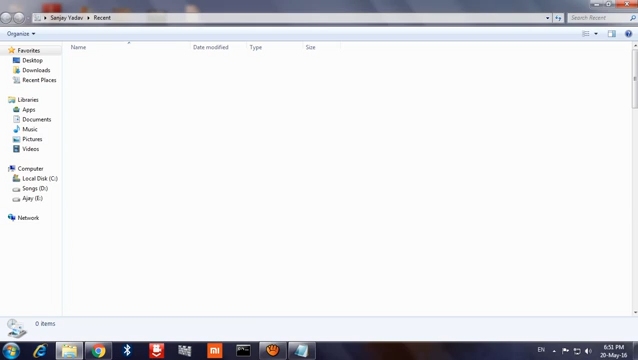 Sanjay Yadav ▸ Recent ▸
Search Recent
Organize
Name Date modified Type Size
Favorites
Desktop
Downloads
Recent Places
Libraries
Apps
Documents
Music
Pictures
Videos
Computer
Local Disk (C:)
Songs (D:)
Ajay (E:)
Network
0 items
EN
6:51 PM
20-May-16